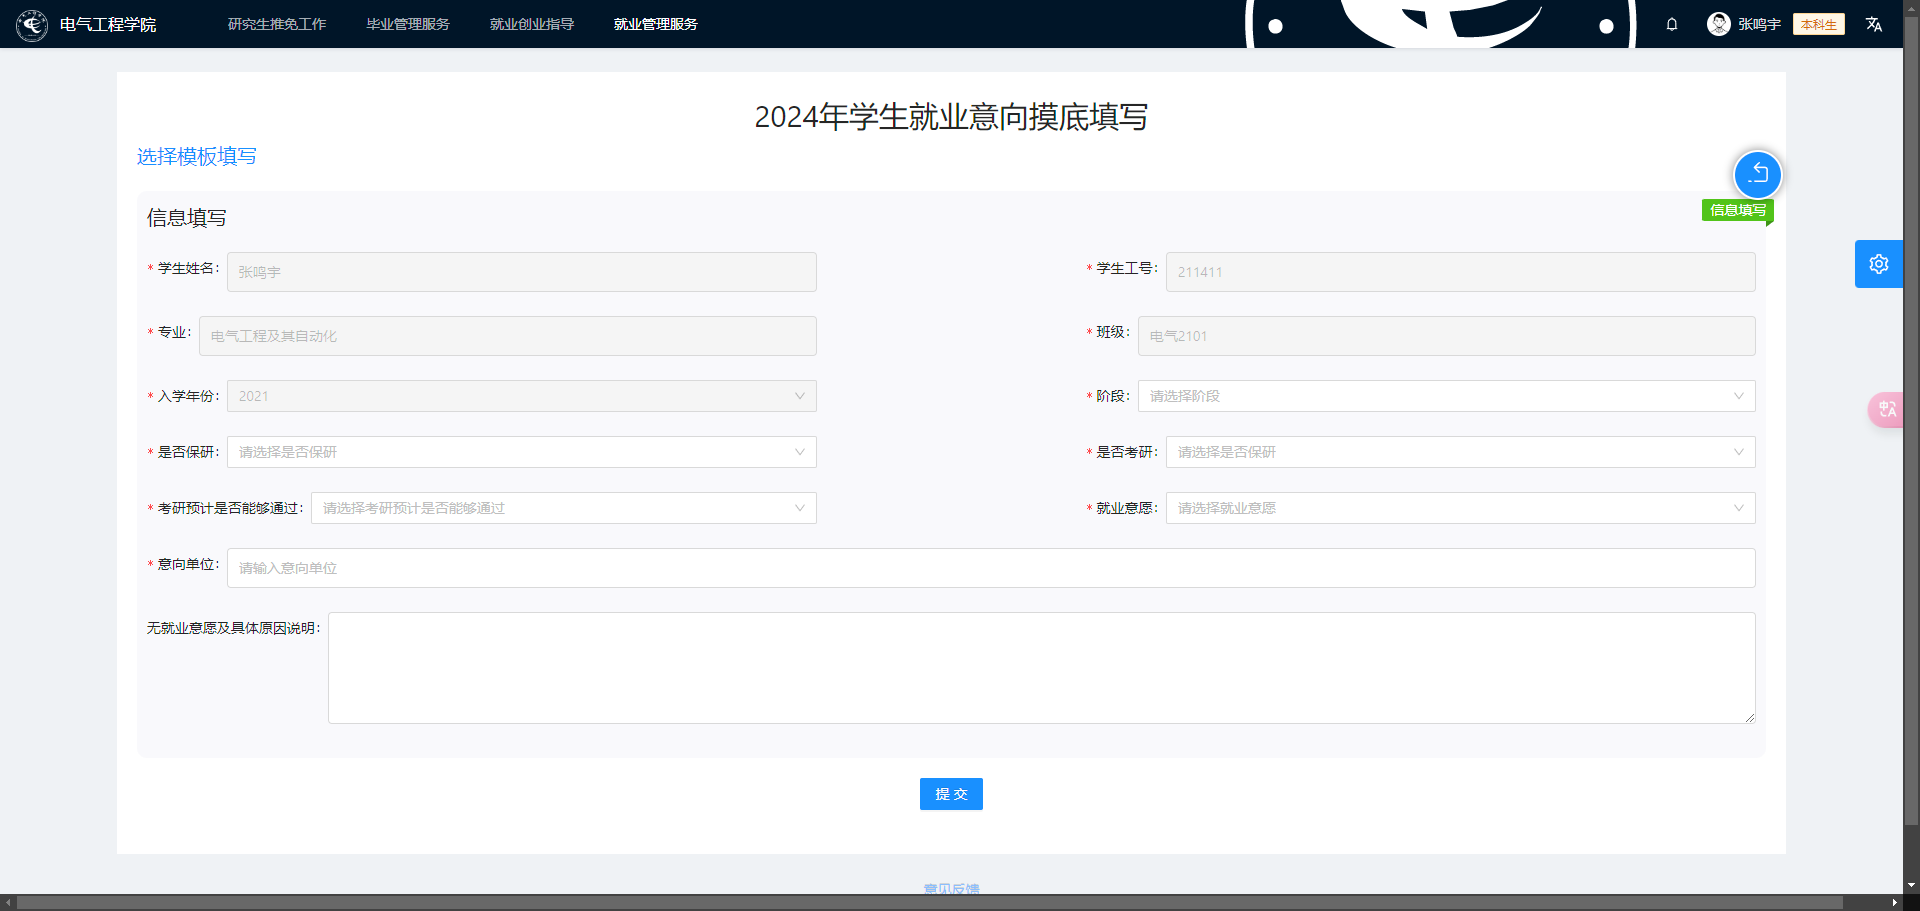 电气工程学院 研究生推免工作 毕业管理服务 就业创业指导 就业管理服务 张鸣宇 本科生
2024年学生就业意向摸底填写
选择模板填写
信息填写
信息填写
* 学生姓名: 张鸣宇 * 学生工号: 211411
* 专业: 电气工程及其自动化 * 班级: 电气2101
* 入学年份: 2021 * 阶段: 请选择阶段
* 是否保研: 请选择是否保研 * 是否考研: 请选择是否保研
* 考研预计是否能够通过: 请选择考研预计是否能够通过 * 就业意愿: 请选择就业意愿
* 意向单位: 请输入意向单位
无就业意愿及具体原因说明:
提 交
意见反馈